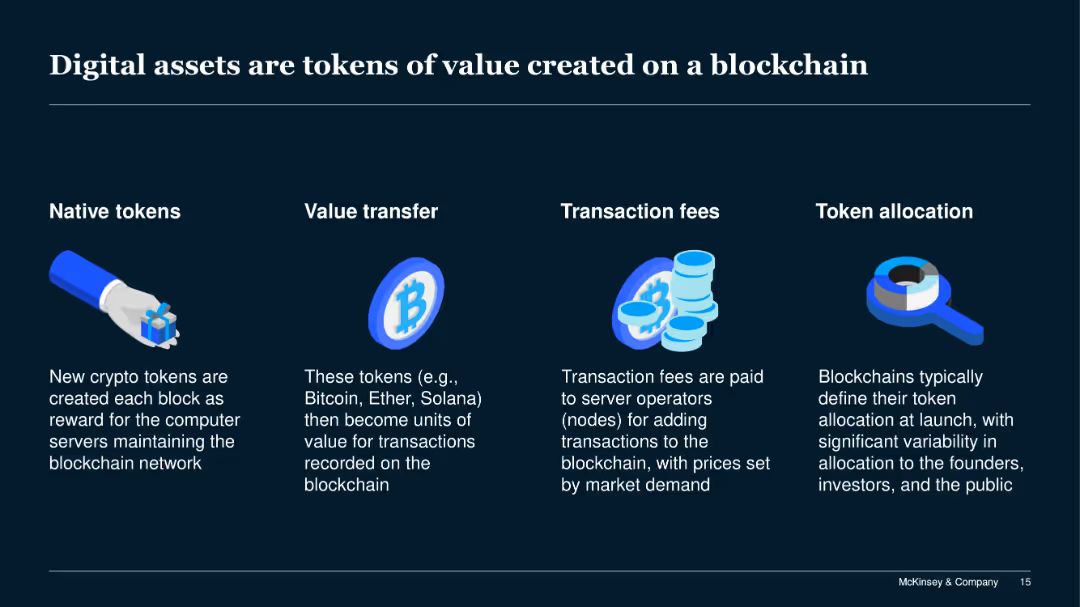 Digital assets are tokens of value created on a blockchain
Native tokens
New crypto tokens are
created each block as
reward for the computer
servers maintaining the
blockchain network
Value transfer
These tokens (e.g.,
Bitcoin, Ether, Solana)
then become units of
value for transactions
recorded on the
blockchain
Transaction fees
Transaction fees are paid
to server operators
(nodes) for adding
transactions to the
blockchain, with prices set
by market demand
Token allocation
Blockchains typically
define their token
allocation at launch, with
significant variability in
allocation to the founders,
investors, and the public
McKinsey & Company 15